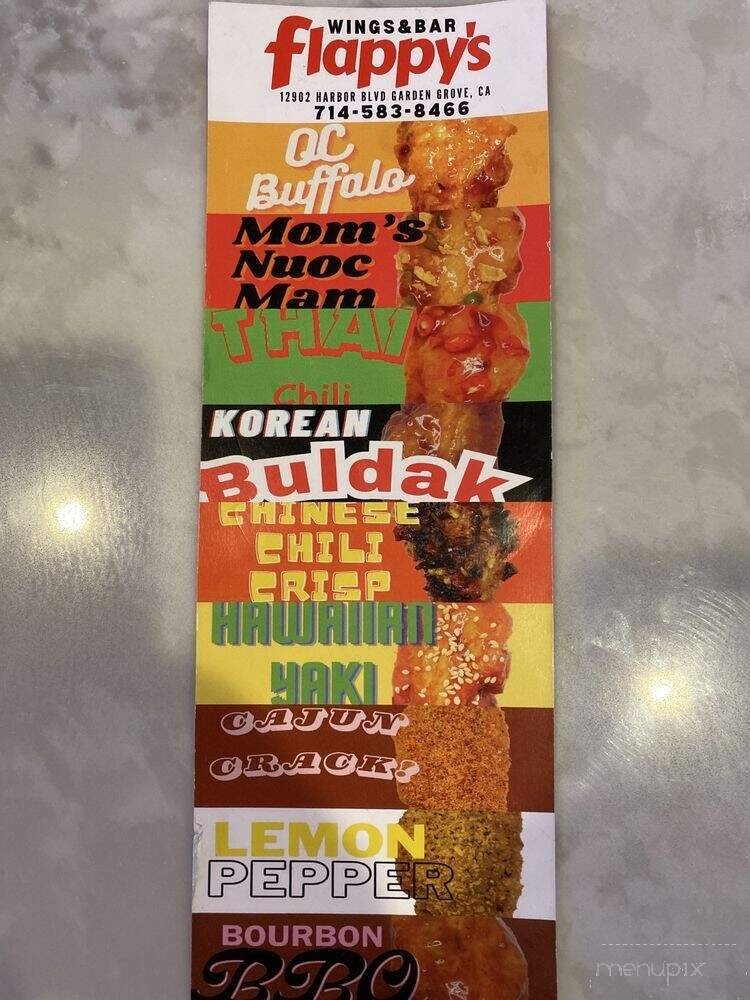 WINGS&BAR
flappy's
12902 HARBOR BLVD GARDEN GROVE, CA
714-583-8466
OC
Buffalo
Mom's
Nuoc
Mam
THAI
Chili
KOREAN
Buldak
CHINESE
CHILI
CRISP
HAWAIIAN
YAKI
CAJUN
CRACK!
LEMON
PEPPER
BOURBON
BBQ
menupix